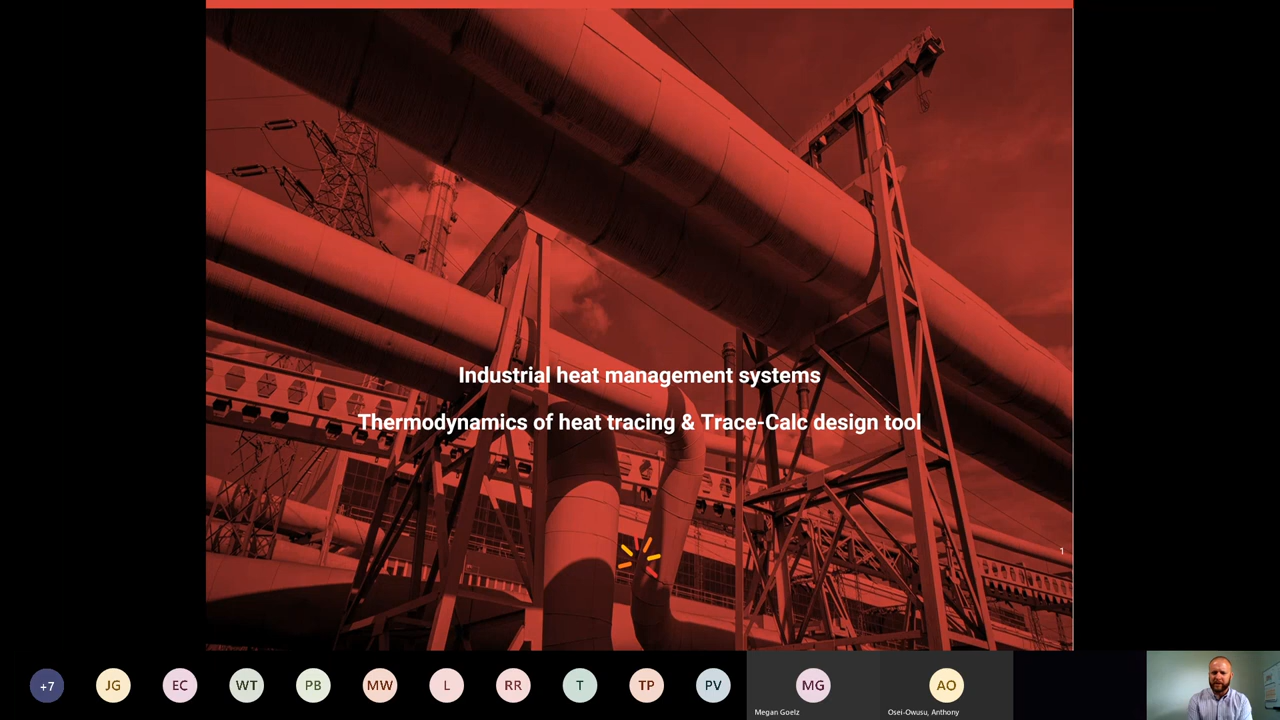 Industrial heat management systems
Thermodynamics of heat tracing & Trace-Calc design tool
1
+7
JG
EC
WT
PB
MW
L
RR
T
TP
PV
MG
AO
Megan Goelz
Osei-Owusu, Anthony